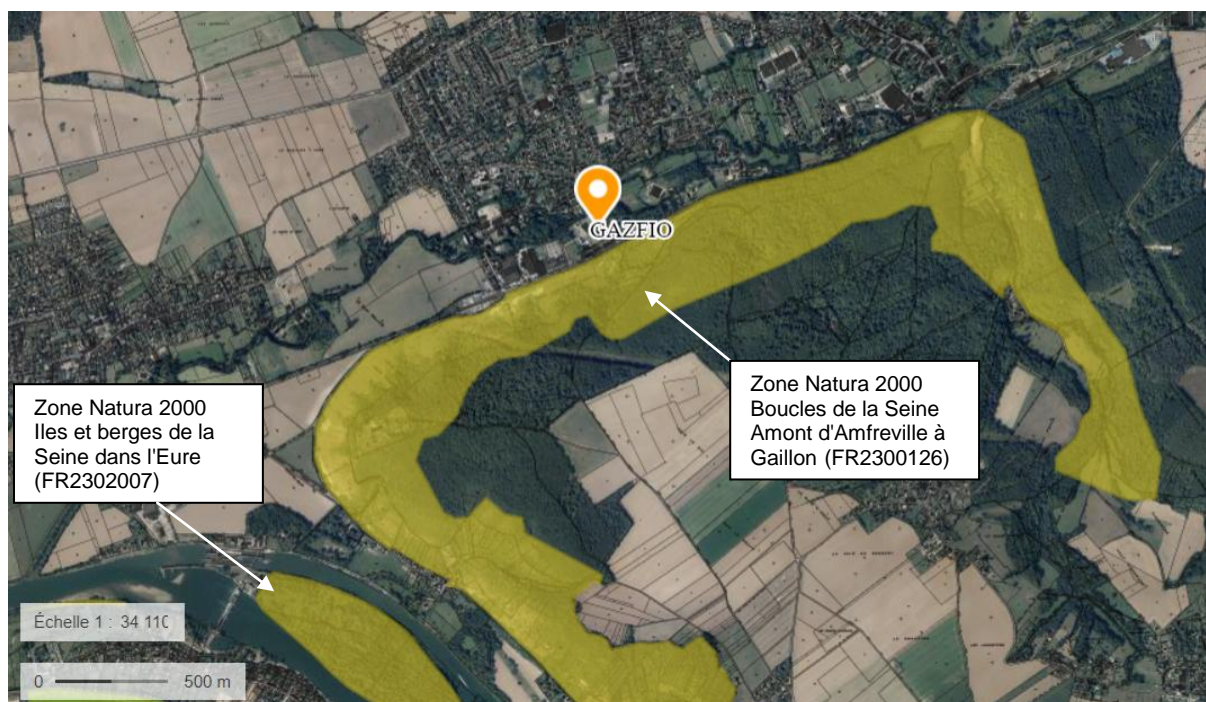 GAZFIO
Zone Natura 2000
Boucles de la Seine
Amont d'Amfreville à
Gaillon (FR2300126)
Zone Natura 2000
Iles et berges de la
Seine dans l'Eure
(FR2302007)
Échelle 1 : 34 110
0
500 m